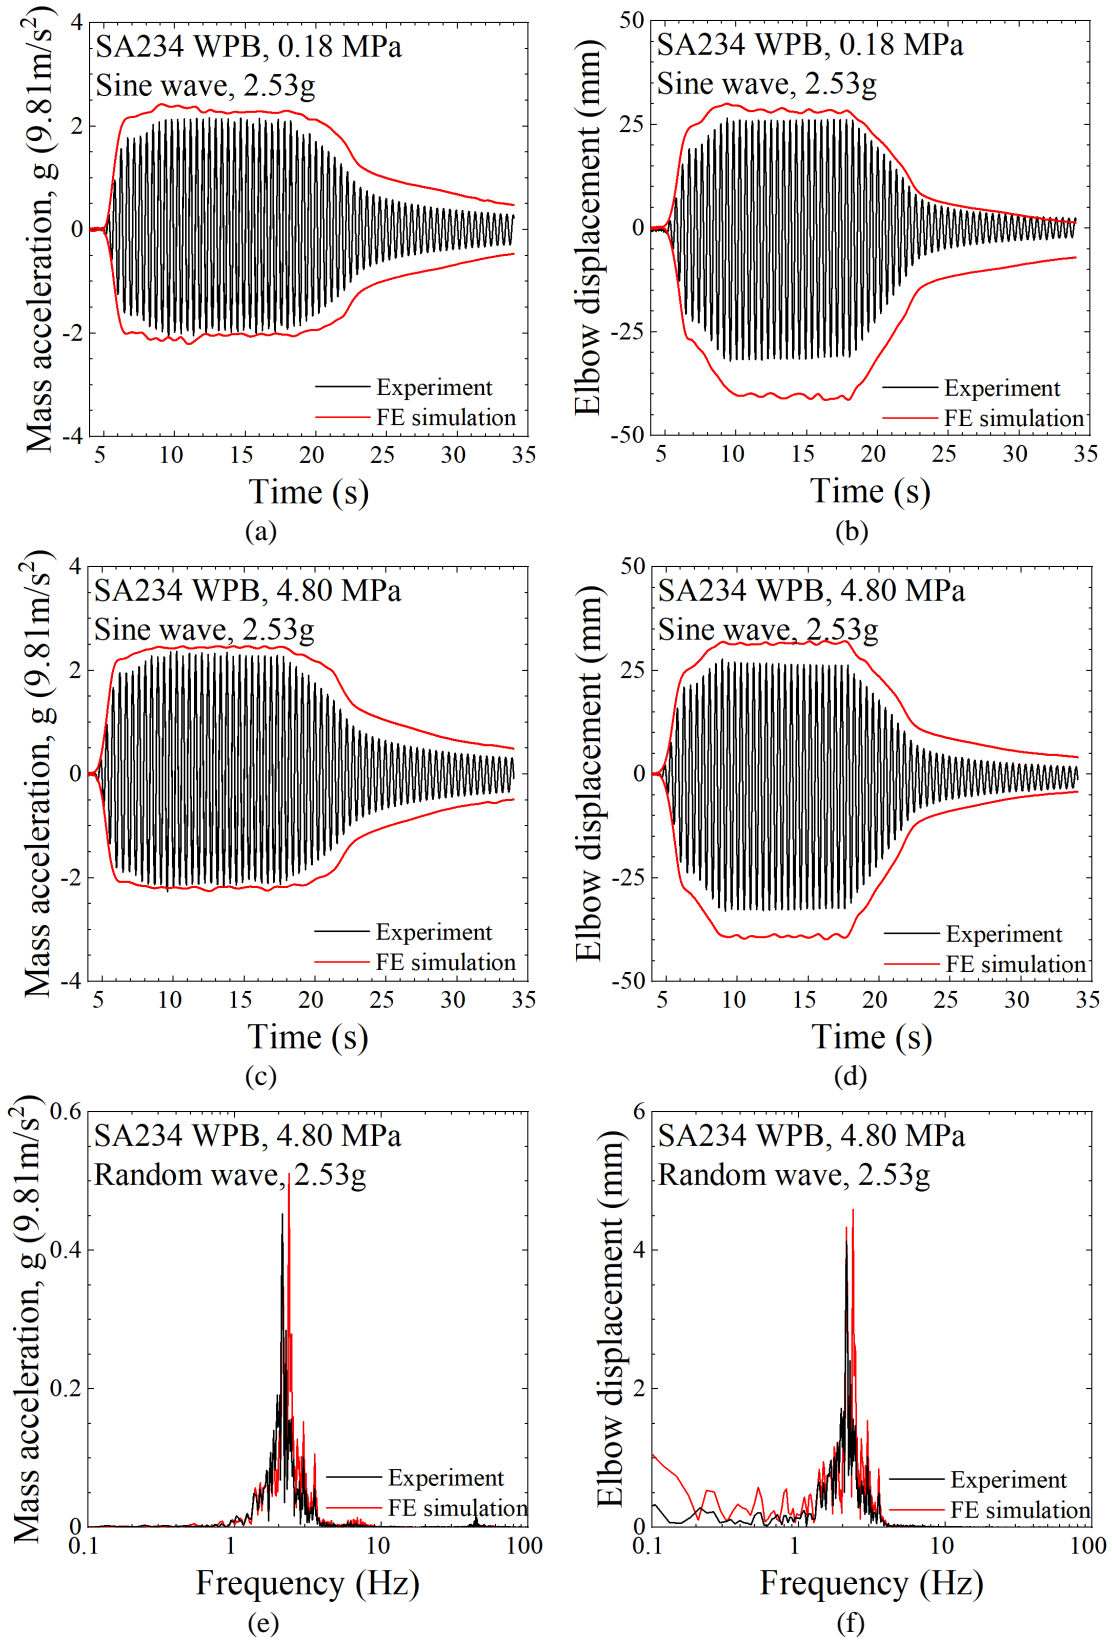 SA234 WPB, 0.18 MPa
Sine wave, 2.53g
Mass acceleration, g (9.81m/s²)
4
2
0
-2
-4
Experiment
FE simulation
5 10 15 20 25 30 35
Time (s)
(a)
SA234 WPB, 0.18 MPa
Sine wave, 2.53g
Elbow displacement (mm)
50
25
0
-25
-50
Experiment
FE simulation
5 10 15 20 25 30 35
Time (s)
(b)
SA234 WPB, 4.80 MPa
Sine wave, 2.53g
Mass acceleration, g (9.81m/s²)
4
2
0
-2
-4
Experiment
FE simulation
5 10 15 20 25 30 35
Time (s)
(c)
SA234 WPB, 4.80 MPa
Sine wave, 2.53g
Elbow displacement (mm)
50
25
0
-25
-50
Experiment
FE simulation
5 10 15 20 25 30 35
Time (s)
(d)
SA234 WPB, 4.80 MPa
Random wave, 2.53g
Mass acceleration, g (9.81m/s²)
0.6
0.4
0.2
0
Experiment
FE simulation
0.1 1 10 100
Frequency (Hz)
(e)
SA234 WPB, 4.80 MPa
Random wave, 2.53g
Elbow displacement (mm)
6
4
2
0
Experiment
FE simulation
0.1 1 10 100
Frequency (Hz)
(f)